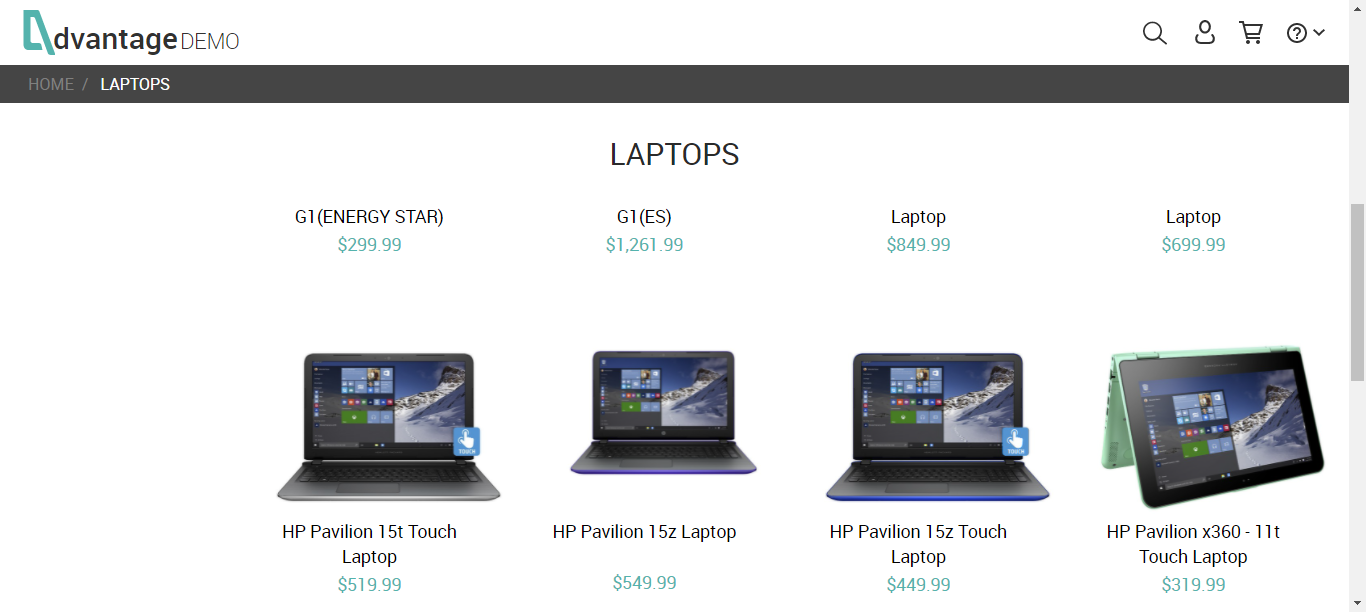 AdvantageDEMO
HOME / LAPTOPS
LAPTOPS
G1(ENERGY STAR)
$299.99
G1(ES)
$1,261.99
Laptop
$849.99
Laptop
$699.99
TOUCH
HP Pavilion 15t Touch
Laptop
$519.99
HP Pavilion 15z Laptop
$549.99
TOUCH
HP Pavilion 15z Touch
Laptop
$449.99
HP Pavilion x360 - 11t
Touch Laptop
$319.99